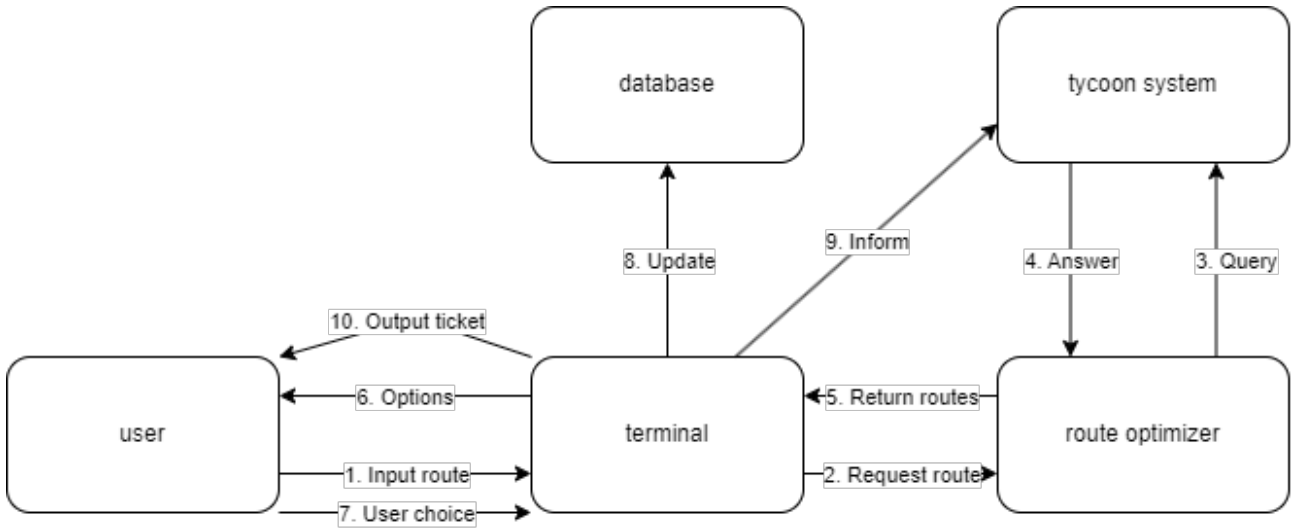 database
tycoon system
9. Inform
8. Update
4. Answer
3. Query
10. Output ticket
6. Options
5. Return routes
user
terminal
route optimizer
1. Input route
2. Request route
7. User choice